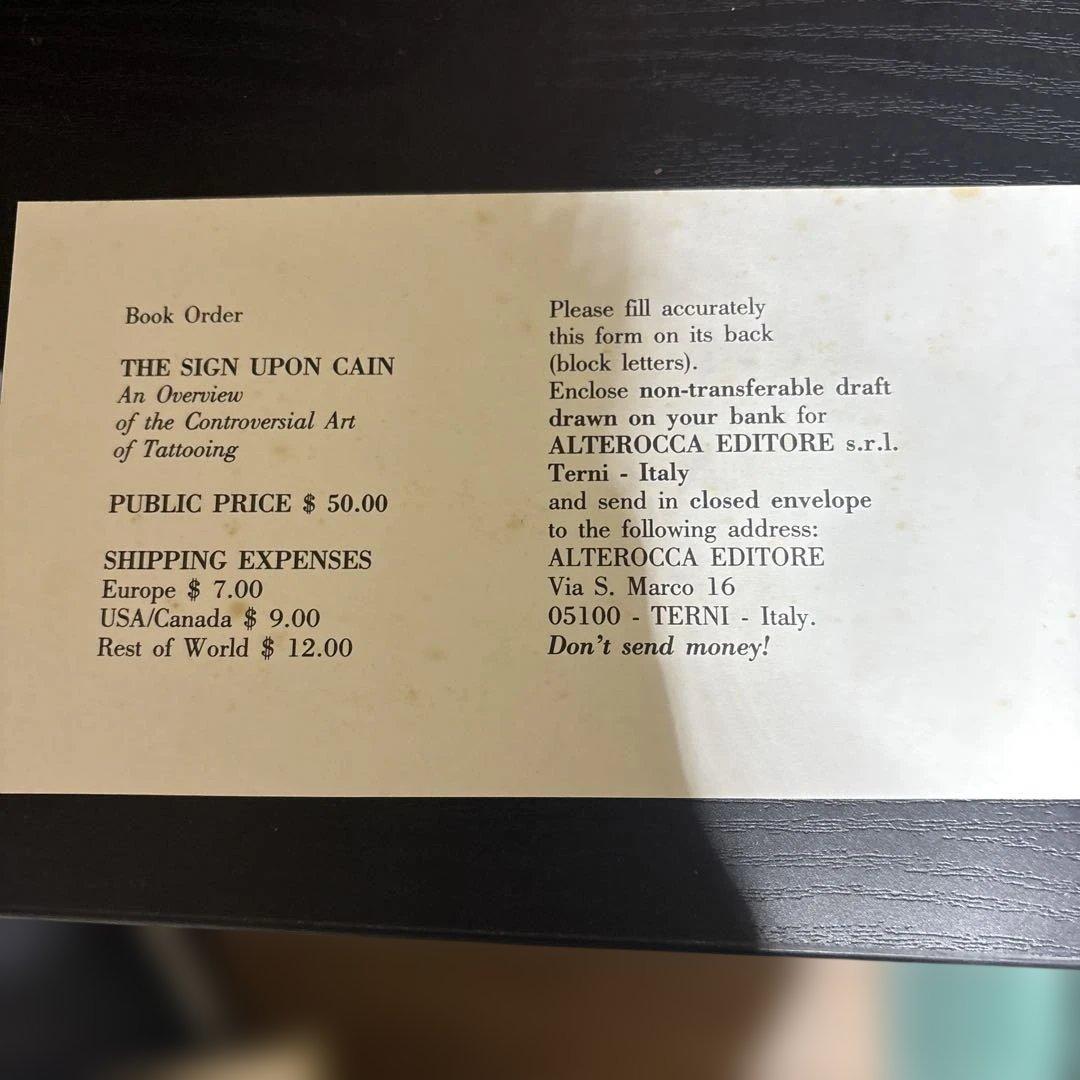 Book Order
THE SIGN UPON CAIN
An Overview
of the Controversial Art
of Tattooing
PUBLIC PRICE $ 50.00
SHIPPING EXPENSES
Europe $ 7.00
USA/Canada $ 9.00
Rest of World $ 12.00
Please fill accurately
this form on its back
(block letters).
Enclose non-transferable draft
drawn on your bank for
ALTEROCCA EDITORE s.r.l.
Terni - Italy
and send in closed envelope
to the following address:
ALTEROCCA EDITORE
Via S. Marco 16
05100 - TERNI - Italy.
Don't send money!